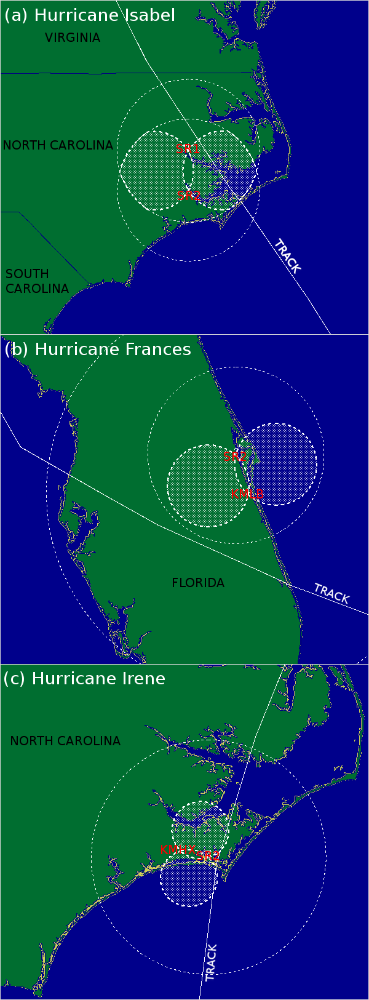 (a) Hurricane Isabel
VIRGINIA
NORTH CAROLINA
SR1
SR2
TRACK
SOUTH
CAROLINA
(b) Hurricane Frances
SR2
KMLB
FLORIDA
TRACK
(c) Hurricane Irene
NORTH CAROLINA
KMHX
SR2
TRACK